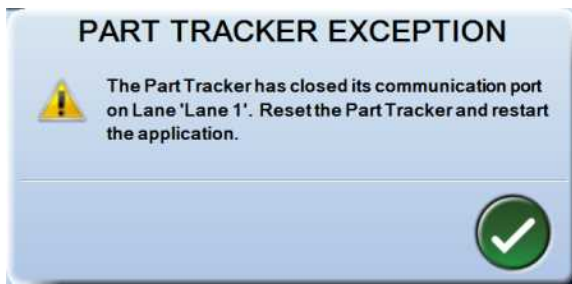 PART TRACKER EXCEPTION
The Part Tracker has closed its communication port
on Lane 'Lane 1'. Reset the Part Tracker and restart
the application.